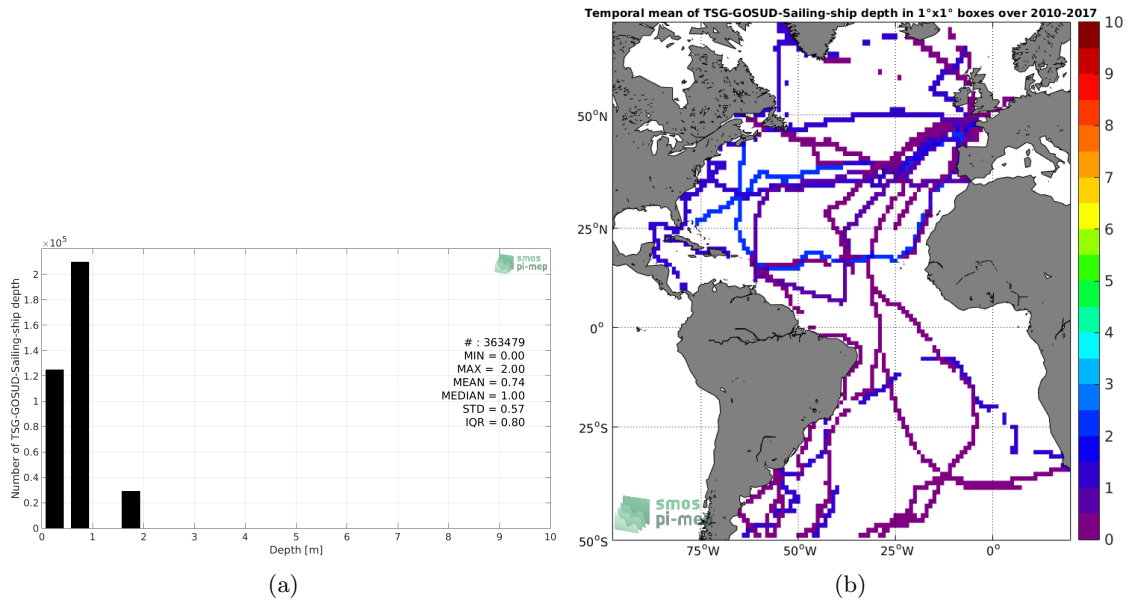 ×10⁵
2
1.8
1.6
1.4
1.2
1
0.8
0.6
0.4
0.2
0
Number of TSG-GOSUD-Sailing-ship depth
smos
pi-mep
# : 363479
MIN = 0.00
MAX = 2.00
MEAN = 0.74
MEDIAN = 1.00
STD = 0.57
IQR = 0.80
0 1 2 3 4 5 6 7 8 9 10
Depth [m]
(a)
Temporal mean of TSG-GOSUD-Sailing-ship depth in 1°x1° boxes over 2010-2017
50°N
25°N
0°
25°S
50°S
75°W 50°W 25°W 0°
smos
pi-mep
10
9
8
7
6
5
4
3
2
1
0
(b)